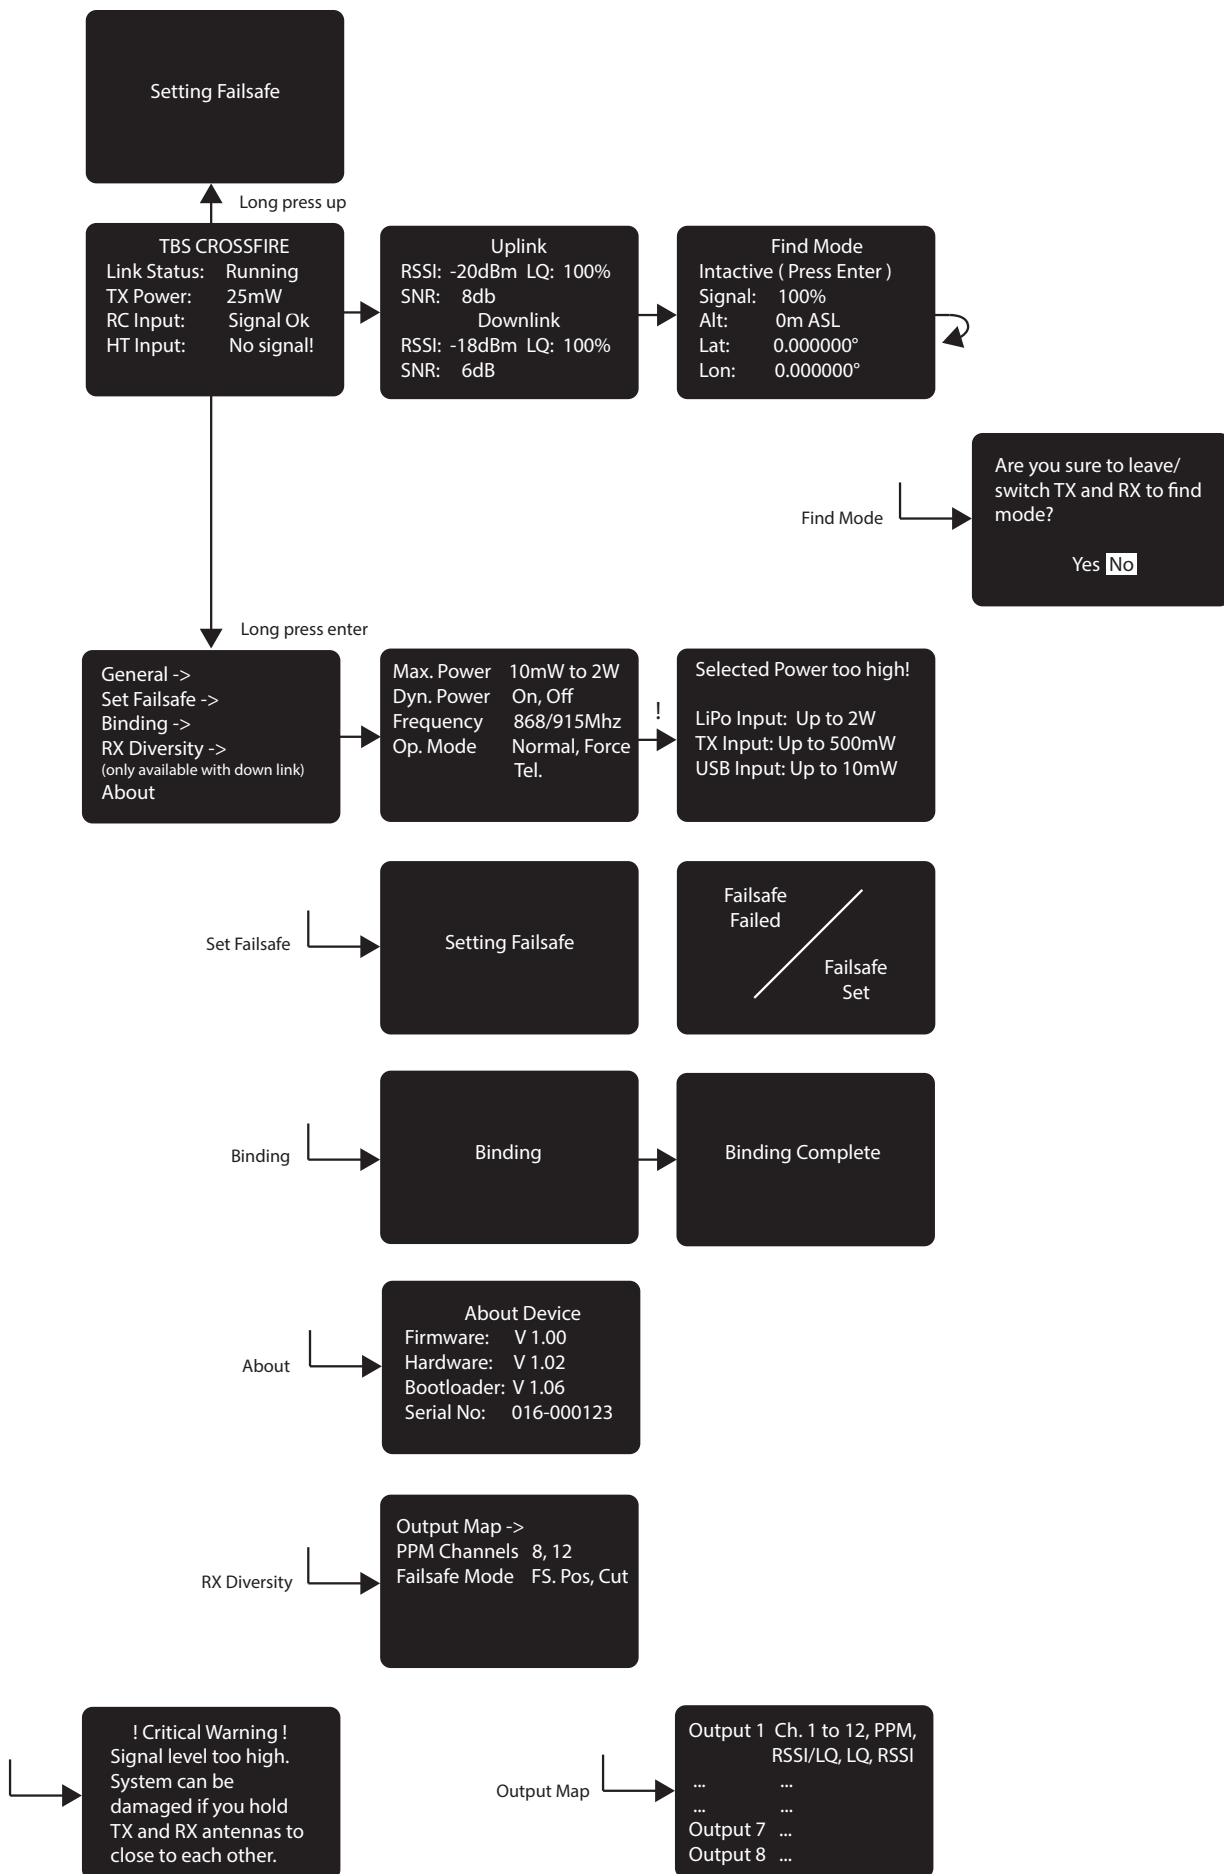 Setting Failsafe
Long press up
TBS CROSSFIRE
Link Status: Running
TX Power: 25mW
RC Input: Signal Ok
HT Input: No signal!
Uplink
RSSI: -20dBm LQ: 100%
SNR: 8db
Downlink
RSSI: -18dBm LQ: 100%
SNR: 6dB
Find Mode
Intactive ( Press Enter )
Signal: 100%
Alt: 0m ASL
Lat: 0.000000°
Lon: 0.000000°
Find Mode
Are you sure to leave/
switch TX and RX to find
mode?
Yes No
Long press enter
General ->
Set Failsafe ->
Binding ->
RX Diversity ->
(only available with down link)
About
Max. Power 10mW to 2W
Dyn. Power On, Off
Frequency 868/915Mhz
Op. Mode Normal, Force
Tel.
!
Selected Power too high!
LiPo Input: Up to 2W
TX Input: Up to 500mW
USB Input: Up to 10mW
Set Failsafe
Setting Failsafe
Failsafe
Failed
Failsafe
Set
Binding
Binding
Binding Complete
About
About Device
Firmware: V 1.00
Hardware: V 1.02
Bootloader: V 1.06
Serial No: 016-000123
RX Diversity
Output Map ->
PPM Channels 8, 12
Failsafe Mode FS. Pos, Cut
! Critical Warning !
Signal level too high.
System can be
damaged if you hold
TX and RX antennas to
close to each other.
Output Map
Output 1 Ch. 1 to 12, PPM,
RSSI/LQ, LQ, RSSI
... ...
... ...
Output 7 ...
Output 8 ...